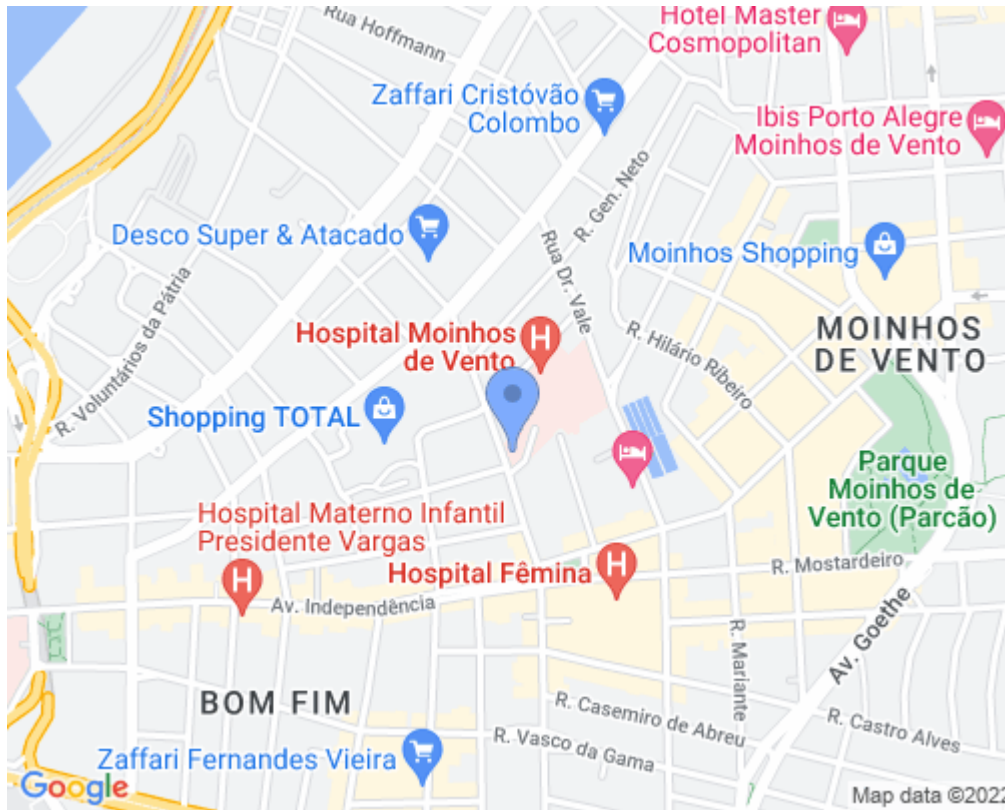 Hotel Master
Cosmopolitan
Rua Hoffmann
Zaffari Cristóvão
Colombo
Ibis Porto Alegre
Moinhos de Vento
R. Gen. Neto
Desco Super & Atacado
Rua Dr. Vale
Moinhos Shopping
R. Voluntários da Pátria
Hospital Moinhos
de Vento
R. Hilário Ribeiro
MOINHOS
DE VENTO
Shopping TOTAL
Parque
Moinhos de
Vento (Parcão)
Hospital Materno Infantil
Presidente Vargas
Hospital Fêmina
R. Mostardeiro
Av. Independência
Av. Goethe
R. Mariante
BOM FIM
R. Casemiro de Abreu
R. Castro Alves
R. Vasco da Gama
Zaffari Fernandes Vieira
Google
Map data ©202